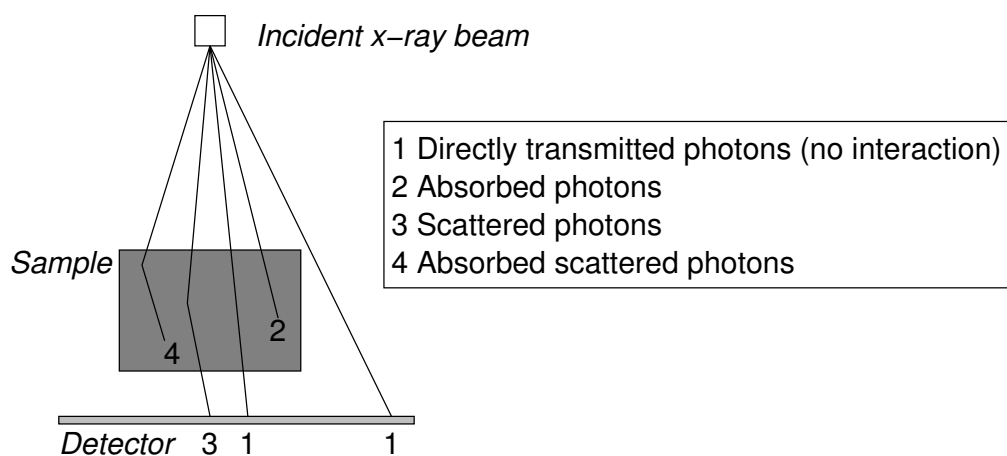 Incident x−ray beam
1 Directly transmitted photons (no interaction)
2 Absorbed photons
3 Scattered photons
4 Absorbed scattered photons
Sample
2
4
Detector 3 1 1